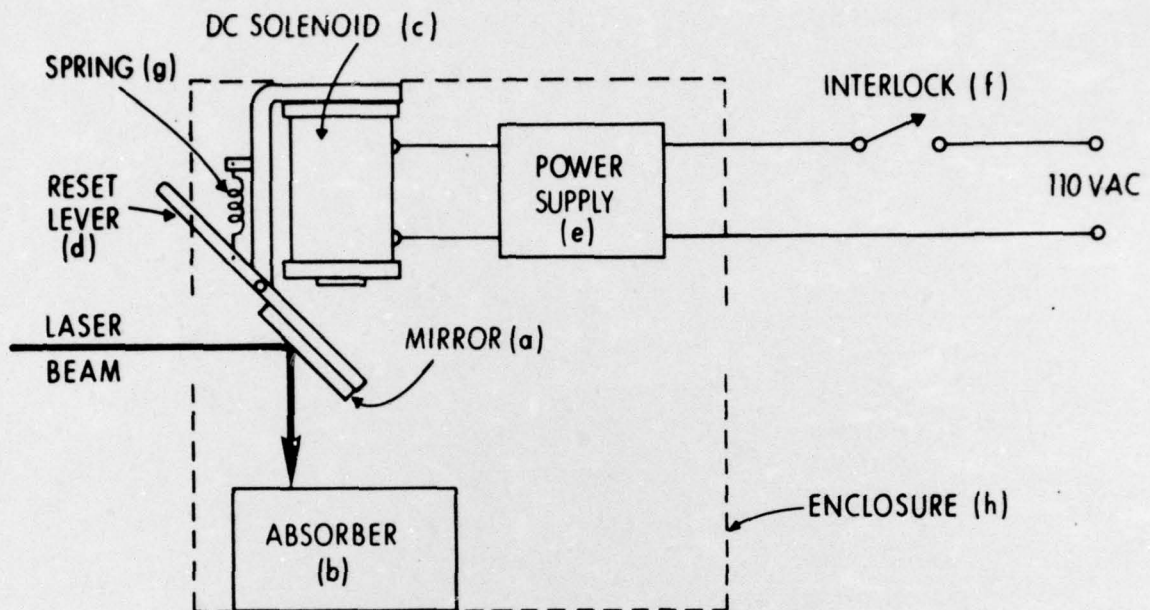 DC SOLENOID (c)
SPRING (g)
INTERLOCK (f)
POWER
SUPPLY
(e)
110 VAC
RESET
LEVER
(d)
LASER
BEAM
MIRROR (a)
ENCLOSURE (h)
ABSORBER
(b)